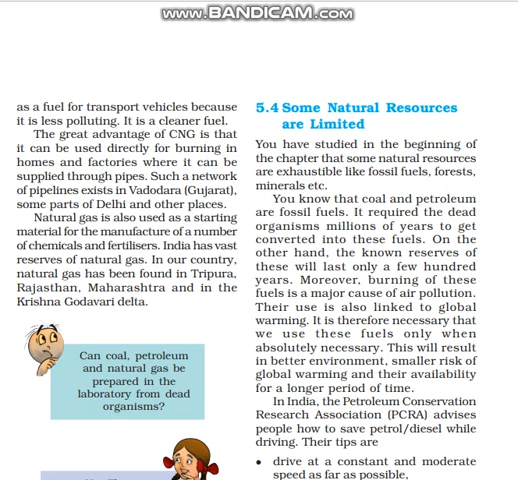 www.BANDICAM.com
as a fuel for transport vehicles because
it is less polluting. It is a cleaner fuel.
The great advantage of CNG is that
it can be used directly for burning in
homes and factories where it can be
supplied through pipes. Such a network
of pipelines exists in Vadodara (Gujarat),
some parts of Delhi and other places.
Natural gas is also used as a starting
material for the manufacture of a number
of chemicals and fertilisers. India has vast
reserves of natural gas. In our country,
natural gas has been found in Tripura,
Rajasthan, Maharashtra and in the
Krishna Godavari delta.
Can coal, petroleum
and natural gas be
prepared in the
laboratory from dead
organisms?
5.4 Some Natural Resources
are Limited
You have studied in the beginning of
the chapter that some natural resources
are exhaustible like fossil fuels, forests,
minerals etc.
You know that coal and petroleum
are fossil fuels. It required the dead
organisms millions of years to get
converted into these fuels. On the
other hand, the known reserves of
these will last only a few hundred
years. Moreover, burning of these
fuels is a major cause of air pollution.
Their use is also linked to global
warming. It is therefore necessary that
we use these fuels only when
absolutely necessary. This will result
in better environment, smaller risk of
global warming and their availability
for a longer period of time.
In India, the Petroleum Conservation
Research Association (PCRA) advises
people how to save petrol/diesel while
driving. Their tips are
• drive at a constant and moderate
speed as far as possible,